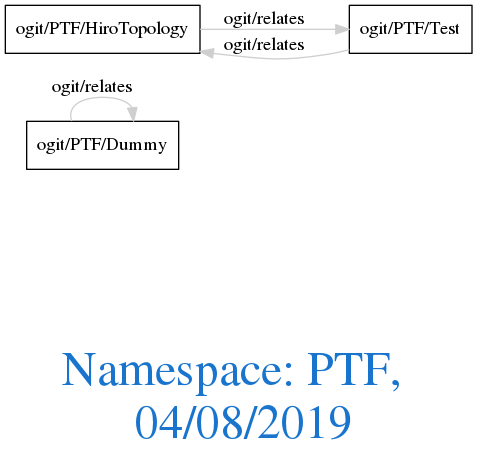 ogit/PTF/HiroTopology
ogit/relates
ogit/relates
ogit/PTF/Test
ogit/relates
ogit/PTF/Dummy
Namespace: PTF,
04/08/2019